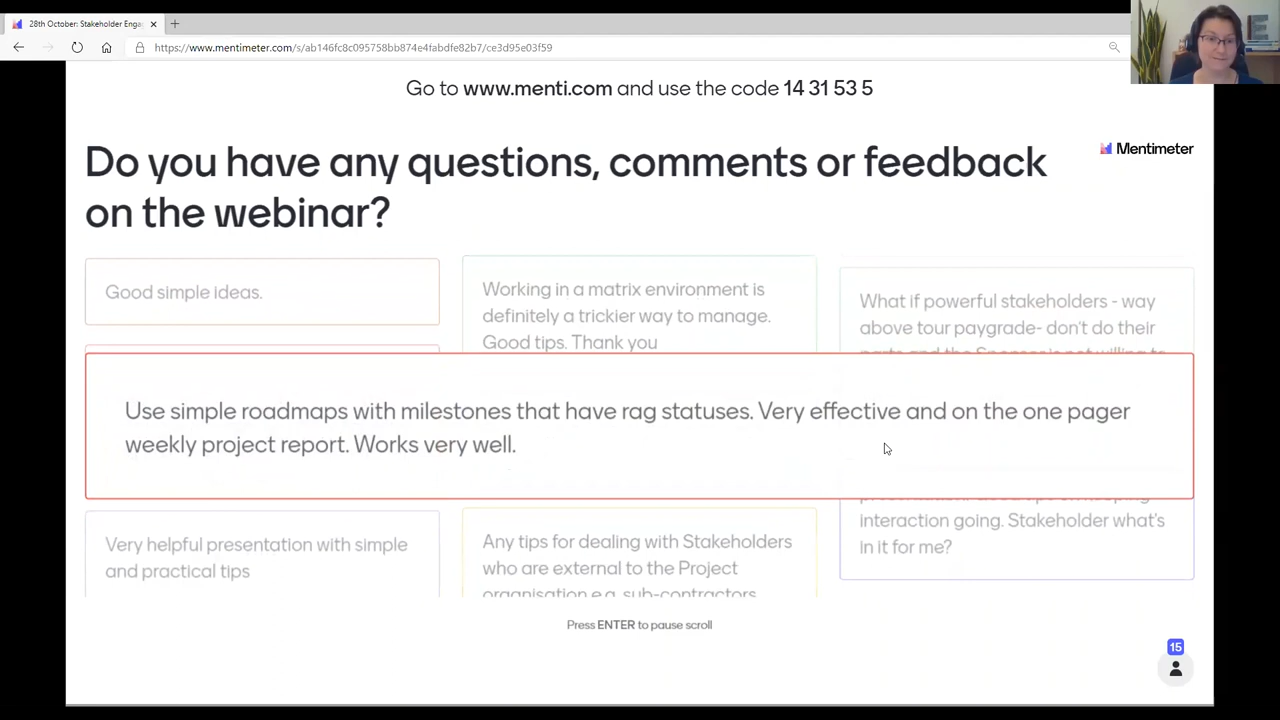 28th October: Stakeholder Enga
https://www.mentimeter.com/s/ab146fc8c095758bb874e4fabdfe82b7/ce3d95e03f53
Go to www.menti.com and use the code 14 31 53 5
Mentimeter
Do you have any questions, comments or feedback
on the webinar?
Good simple ideas.
Working in a matrix environment is
definitely a trickier way to manage.
Good tips. Thank you
What if powerful stakeholders - way
above tour paygrade- don't do their
Use simple roadmaps with milestones that have rag statuses. Very effective and on the one pager
weekly project report. Works very well.
Very helpful presentation with simple
and practical tips
Any tips for dealing with Stakeholders
who are external to the Project
organisation e.g. sub-contractors
interaction going. Stakeholder what's
in it for me?
Press ENTER to pause scroll
15